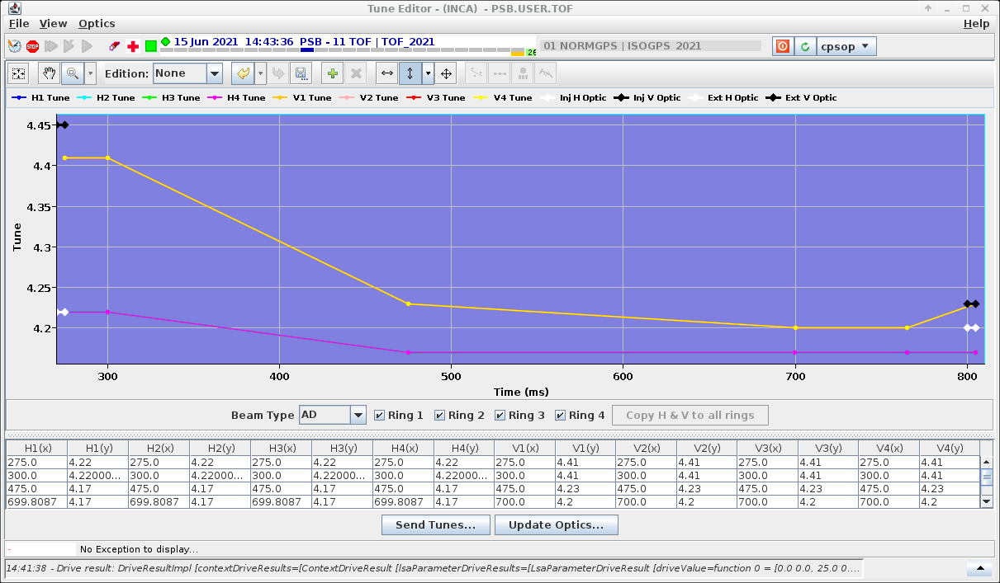 Tune Editor - (INCA)  - PSB.USER.TOF
File View Optics Help
STOP 15 Jun 2021 14:43:36 PSB - 11 TOF | TOF_2021 26 01 NORMGPS | ISOGPS_2021 cpsop
Edition: None
H1 Tune H2 Tune H3 Tune H4 Tune V1 Tune V2 Tune V3 Tune V4 Tune Inj H Optic Inj V Optic Ext H Optic Ext V Optic
4.45
4.4
4.35
4.3
4.25
4.2
Tune
300 400 500 600 700 800
Time (ms)
Beam Type AD Ring 1 Ring 2 Ring 3 Ring 4 Copy H & V to all rings
H1(x) H1(y) H2(x) H2(y) H3(x) H3(y) H4(x) H4(y) V1(x) V1(y) V2(x) V2(y) V3(x) V3(y) V4(x) V4(y)
275.0 4.22 275.0 4.22 275.0 4.22 275.0 4.22 275.0 4.41 275.0 4.41 275.0 4.41 275.0 4.41
300.0 4.22000... 300.0 4.22000... 300.0 4.22000... 300.0 4.22000... 300.0 4.41 300.0 4.41 300.0 4.41 300.0 4.41
475.0 4.17 475.0 4.17 475.0 4.17 475.0 4.17 475.0 4.23 475.0 4.23 475.0 4.23 475.0 4.23
699.8087 4.17 699.8087 4.17 699.8087 4.17 699.8087 4.17 700.0 4.2 700.0 4.2 700.0 4.2 700.0 4.2
Send Tunes... Update Optics...
- No Exception to display...
14:41:38 - Drive result: DriveResultImpl [contextDriveResults=[ContextDriveResult [lsaParameterDriveResults=[LsaParameterDriveResult [driveValue=function 0 = [0.0 0.0, 25.0 0....